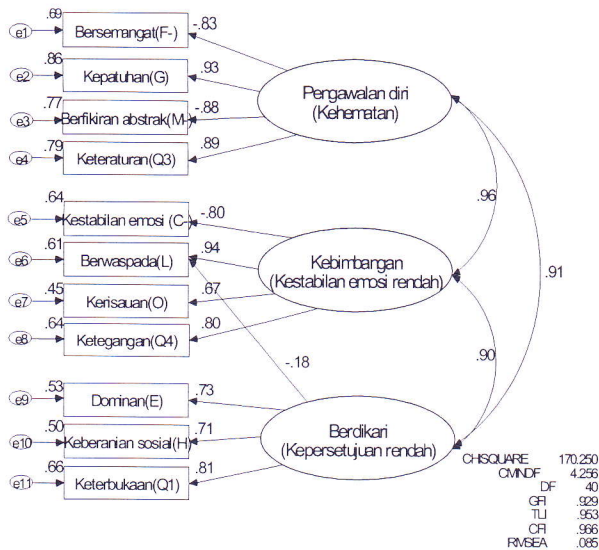 .69
-.83
e1
Bersemangat(F-)
.86
e2
Kepatuhan(G)
.93
.77
e3
Berfikiran abstrak(M-)
-.88
.79
e4
Keteraturan(Q3)
.89
Pengawalan diri
(Kehematan)
.64
e5
Kestabilan emosi (C-)
-.80
.61
e6
Berwaspada(L)
.94
.45
e7
Kerisauan(O)
.67
.64
e8
Ketegangan(Q4)
.80
Kebimbangan
(Kestabilan emosi rendah)
.96
.91
.90
-.18
.53
e9
Dominan(E)
.73
.50
e10
Keberanian sosial(H)
.71
.66
e11
Keterbukaan(Q1)
.81
Berdikari
(Kepersetujuan rendah)
CHISQUARE 170.250
CMINDF 4.256
DF 40
GFI .929
TLI .953
CFI .966
RMSEA .085